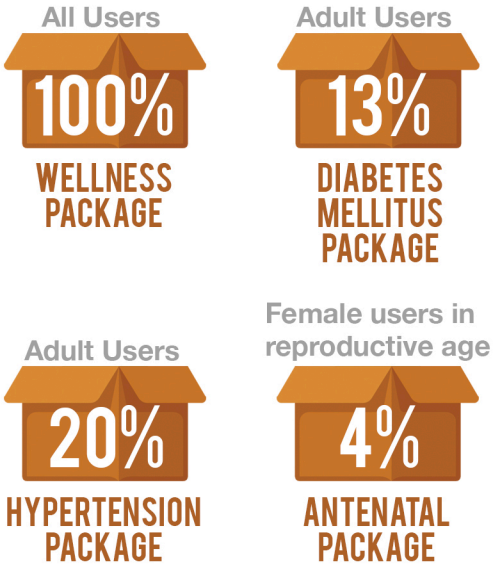 All Users
100%
WELLNESS
PACKAGE
Adult Users
13%
DIABETES
MELLITUS
PACKAGE
Adult Users
20%
HYPERTENSION
PACKAGE
Female users in
reproductive age
4%
ANTENATAL
PACKAGE